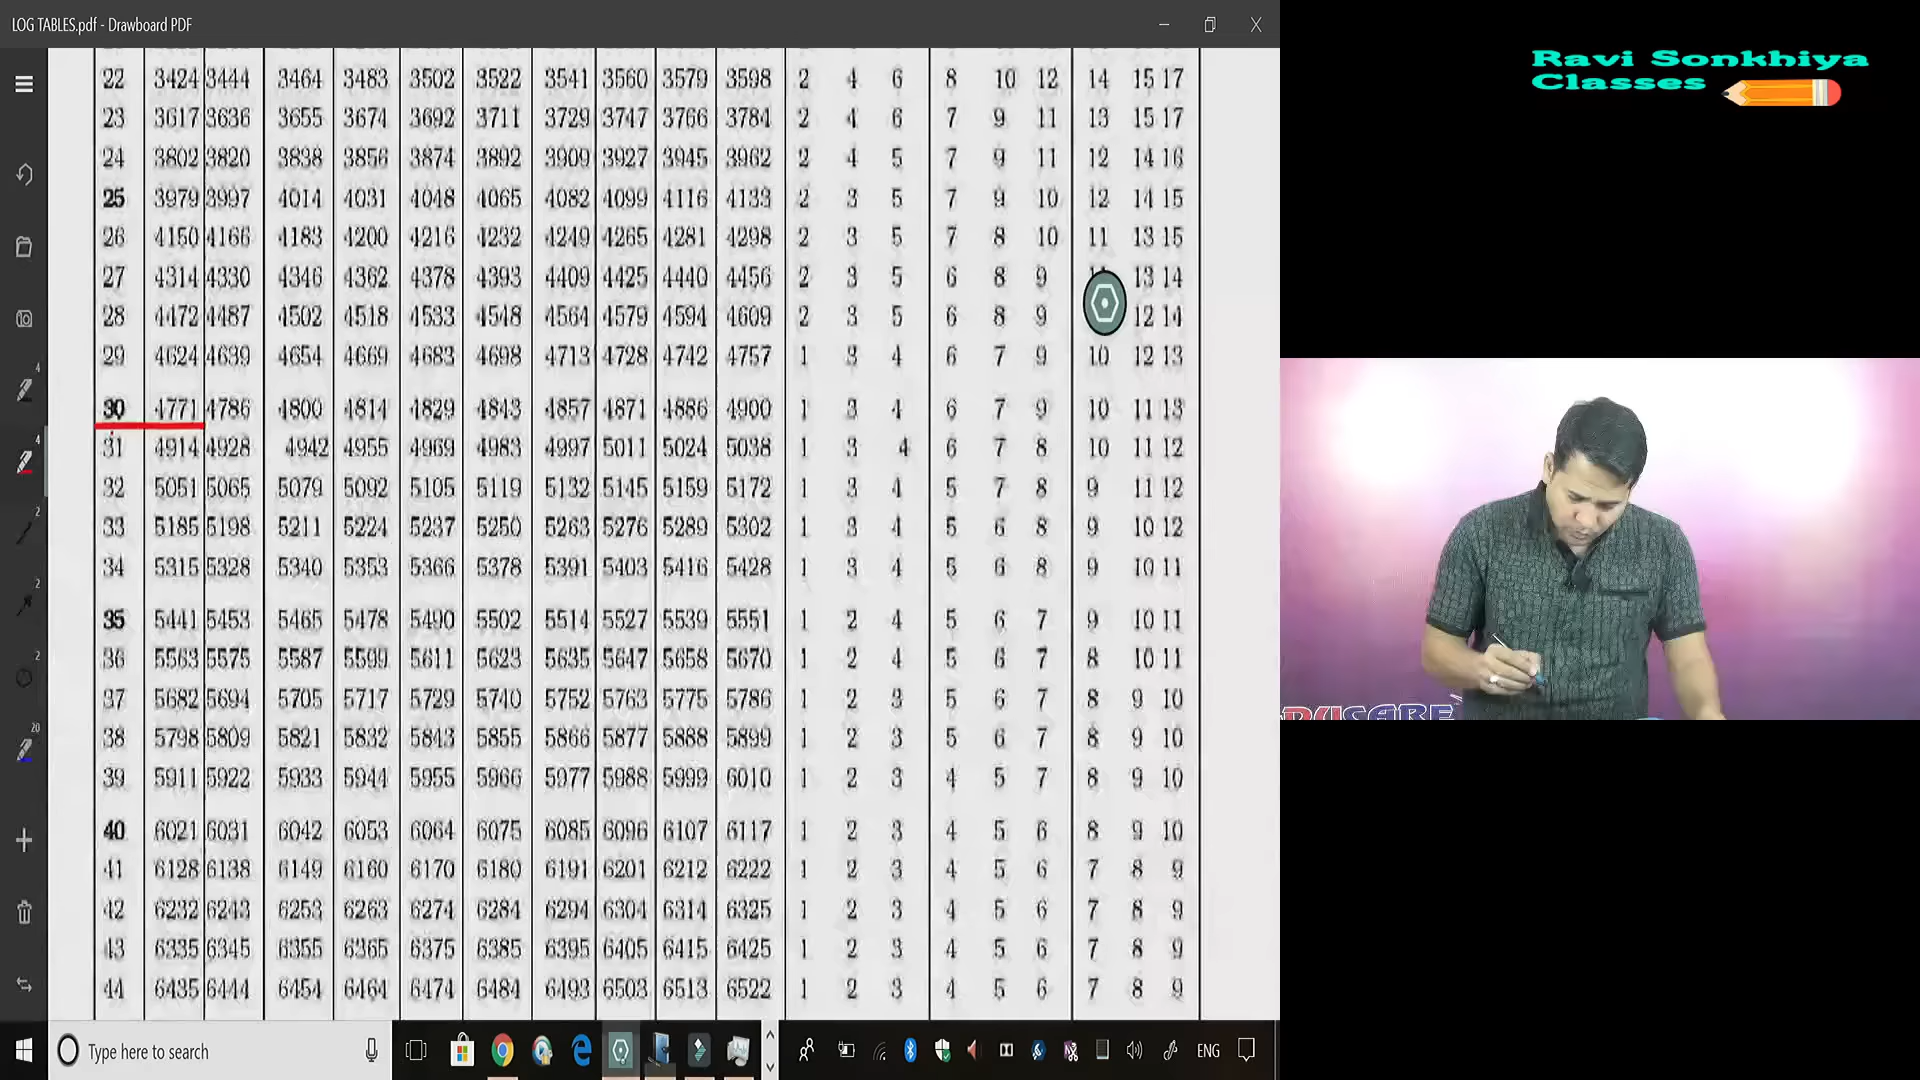 LOG TABLES.pdf - Drawboard PDF
22 3424 3444 3464 3483 3502 3522 3541 3560 3579 3598 2 4 6 8 10 12 14 15 17
23 3617 3636 3655 3674 3692 3711 3729 3747 3766 3784 2 4 6 7 9 11 13 15 17
24 3802 3820 3838 3856 3874 3892 3909 3927 3945 3962 2 4 5 7 9 11 12 14 16
25 3979 3997 4014 4031 4048 4065 4082 4099 4116 4133 2 3 5 7 9 10 12 14 15
26 4150 4166 4183 4200 4216 4232 4249 4265 4281 4298 2 3 5 7 8 10 11 13 15
27 4314 4330 4346 4362 4378 4393 4409 4425 4440 4456 2 3 5 6 8 9 13 14
28 4472 4487 4502 4518 4533 4548 4564 4579 4594 4609 2 3 5 6 8 9 12 14
29 4624 4639 4654 4669 4683 4698 4713 4728 4742 4757 1 3 4 6 7 9 10 12 13
30 4771 4786 4800 4814 4829 4843 4857 4871 4886 4900 1 3 4 6 7 9 10 11 13
31 4914 4928 4942 4955 4969 4983 4997 5011 5024 5038 1 3 4 6 7 8 10 11 12
32 5051 5065 5079 5092 5105 5119 5132 5145 5159 5172 1 3 4 5 7 8 9 11 12
33 5185 5198 5211 5224 5237 5250 5263 5276 5289 5302 1 3 4 5 6 8 9 10 12
34 5315 5328 5340 5353 5366 5378 5391 5403 5416 5428 1 3 4 5 6 8 9 10 11
35 5441 5453 5465 5478 5490 5502 5514 5527 5539 5551 1 2 4 5 6 7 9 10 11
36 5563 5575 5587 5599 5611 5623 5635 5647 5658 5670 1 2 4 5 6 7 8 10 11
37 5682 5694 5705 5717 5729 5740 5752 5763 5775 5786 1 2 3 5 6 7 8 9 10
38 5798 5809 5821 5832 5843 5855 5866 5877 5888 5899 1 2 3 5 6 7 8 9 10
39 5911 5922 5933 5944 5955 5966 5977 5988 5999 6010 1 2 3 4 5 7 8 9 10
40 6021 6031 6042 6053 6064 6075 6085 6096 6107 6117 1 2 3 4 5 6 8 9 10
41 6128 6138 6149 6160 6170 6180 6191 6201 6212 6222 1 2 3 4 5 6 7 8 9
42 6232 6243 6253 6263 6274 6284 6294 6304 6314 6325 1 2 3 4 5 6 7 8 9
43 6335 6345 6355 6365 6375 6385 6395 6405 6415 6425 1 2 3 4 5 6 7 8 9
44 6435 6444 6454 6464 6474 6484 6493 6503 6513 6522 1 2 3 4 5 6 7 8 9
4
4
2
2
2
20
Type here to search
ENG
Ravi Sonkhiya
Classes